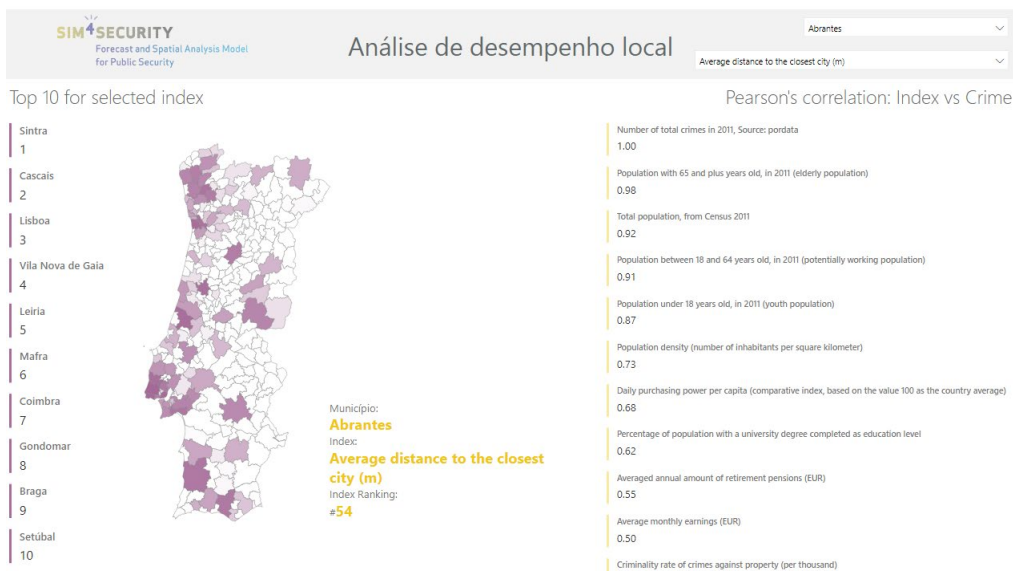 SIM4SECURITY
Forecast and Spatial Analysis Model
for Public Security
Análise de desempenho local
Abrantes
Average distance to the closest city (m)
Top 10 for selected index
Sintra
1
Cascais
2
Lisboa
3
Vila Nova de Gaia
4
Leiria
5
Mafra
6
Coimbra
7
Gondomar
8
Braga
9
Setúbal
10
Município:
Abrantes
Index:
Average distance to the closest
city (m)
Index Ranking:
#54
Pearson's correlation: Index vs Crime
Number of total crimes in 2011, Source: pordata
1.00
Population with 65 and plus years old, in 2011 (elderly population)
0.98
Total population, from Census 2011
0.92
Population between 18 and 64 years old, in 2011 (potentially working population)
0.91
Population under 18 years old, in 2011 (youth population)
0.87
Population density (number of inhabitants per square kilometer)
0.73
Daily purchasing power per capita (comparative index, based on the value 100 as the country average)
0.68
Percentage of population with a university degree completed as education level
0.62
Averaged annual amount of retirement pensions (EUR)
0.55
Average monthly earnings (EUR)
0.50
Criminality rate of crimes against property (per thousand)